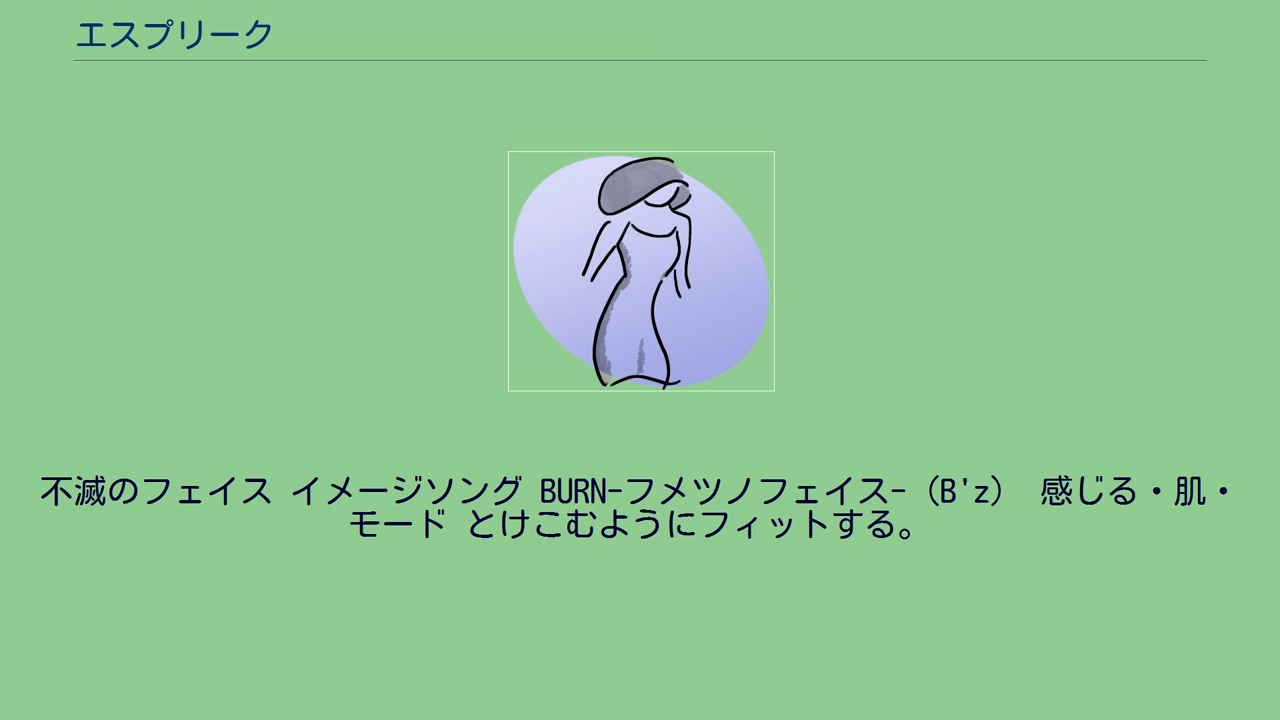 エスプリーク
不滅のフェイス イメージソング BURN-フメツノフェイス-（B'z） 感じる・肌・
モード とけこむようにフィットする。